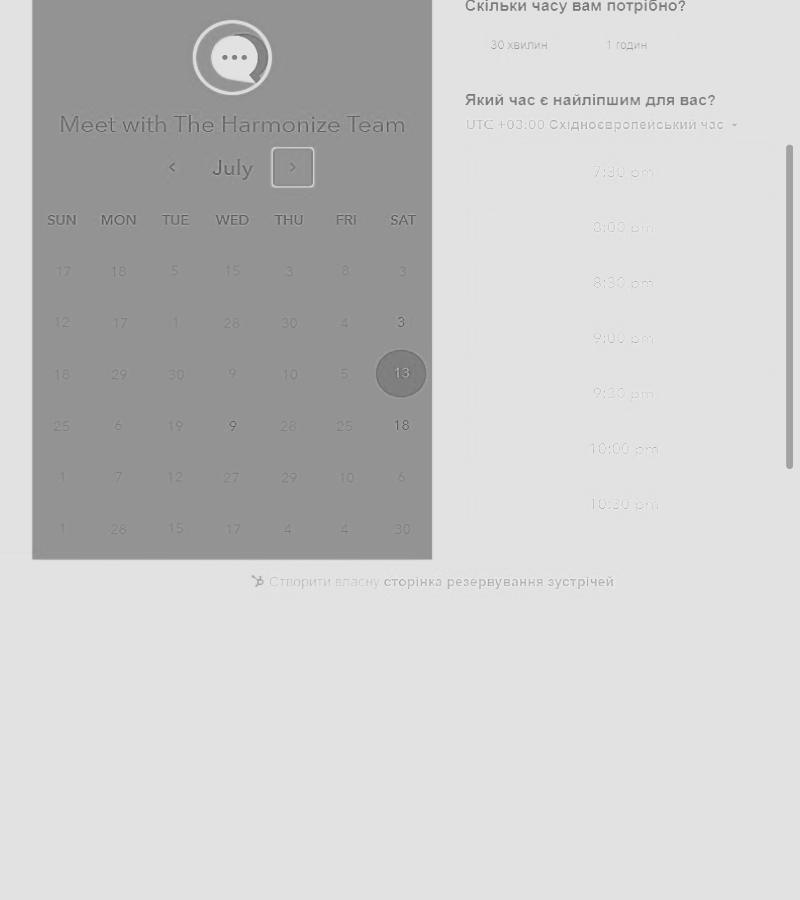 Скільки часу вам потрібно?
30 хвилин
1 годин
Meet with The Harmonize Team
July
SUN MON TUE WED THU FRI SAT
17 18 5 15 3 8 3
12 17 1 28 30 4 3
18 29 30 9 10 5 13
25 6 19 9 28 25 18
1 7 12 27 29 10 6
1 28 15 17 4 4 30
Який час є найліпшим для вас?
UTC +03:00 Східноєвропейський час
7:30 pm
8:00 pm
8:30 pm
9:00 pm
9:30 pm
10:00 pm
10:30 pm
Створити власну сторінка резервування зустрічей